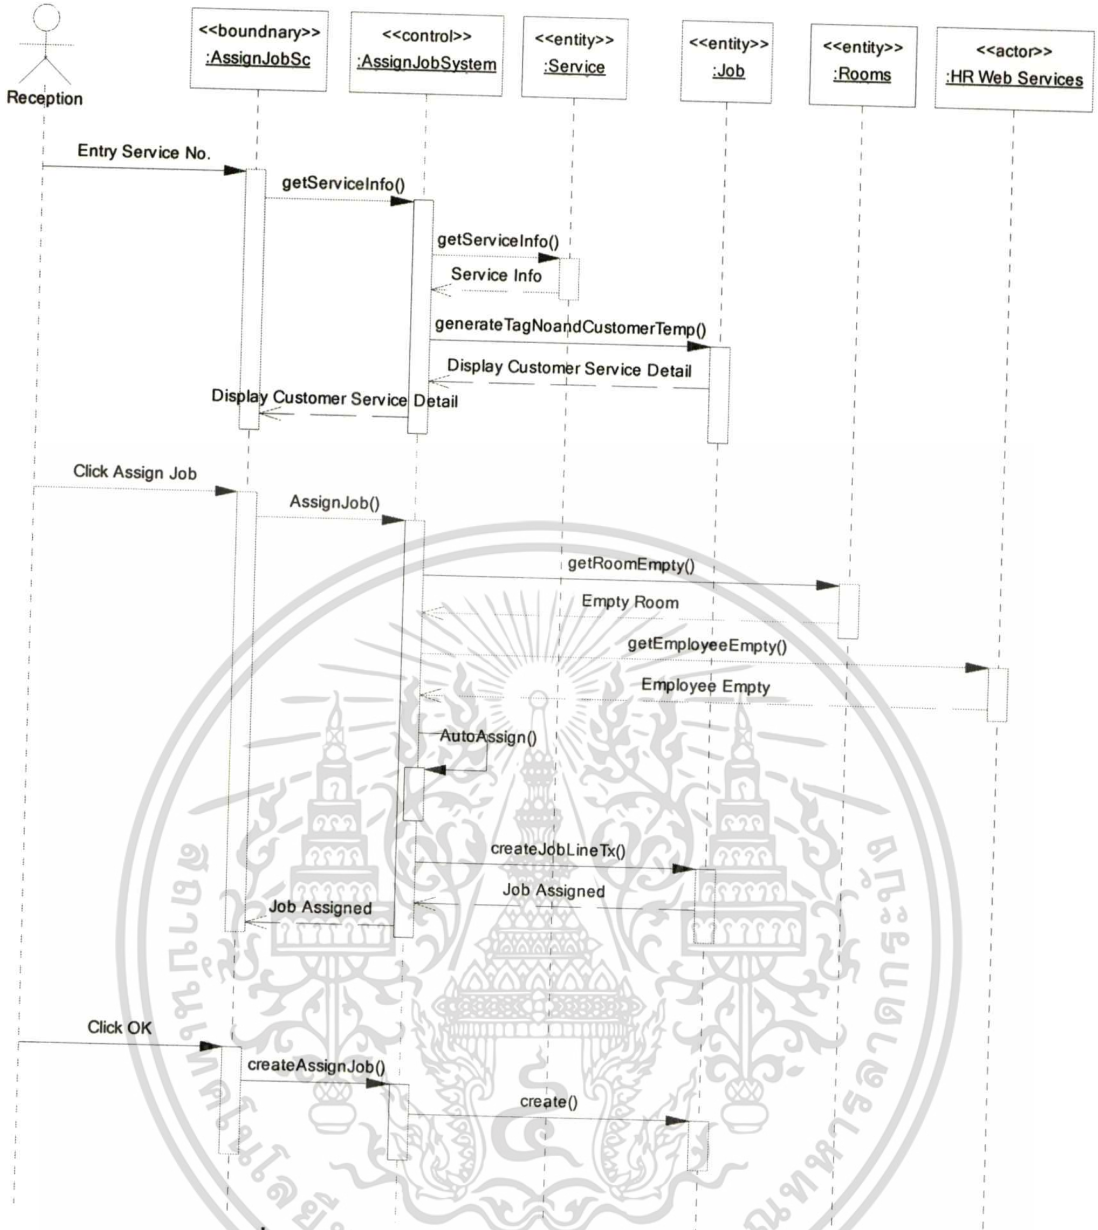 <<boundnary>>
:AssignJobSc
<<control>>
:AssignJobSystem
<<entity>>
:Service
<<entity>>
:Job
<<entity>>
:Rooms
<<actor>>
:HR Web Services
Reception
Entry Service No.
getServiceInfo()
getServiceInfo()
Service Info
generateTagNoandCustomerTemp()
Display Customer Service Detail
Display Customer Service Detail
Click Assign Job
AssignJob()
getRoomEmpty()
Empty Room
getEmployeeEmpty()
Employee Empty
AutoAssign()
createJobLineTx()
Job Assigned
Job Assigned
Click OK
createAssignJob()
create()